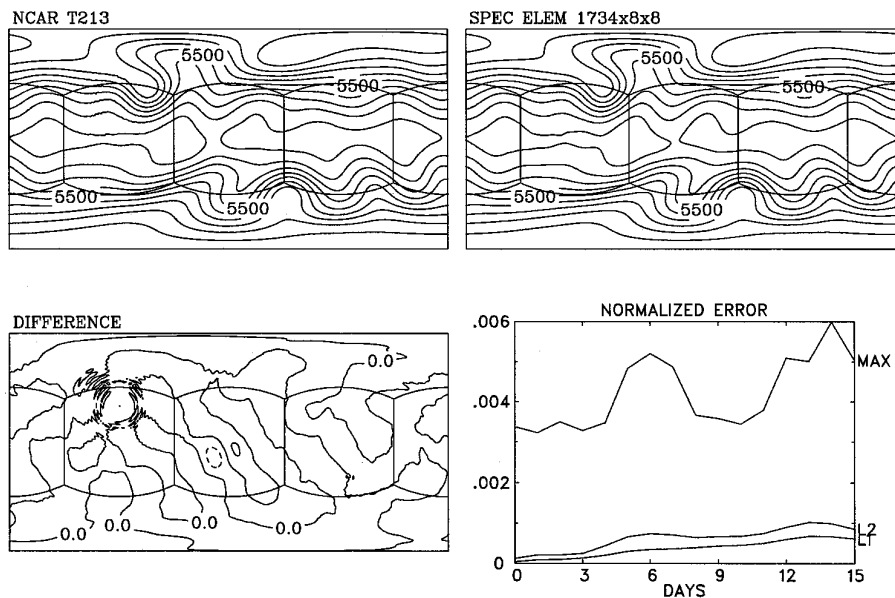 NCAR T213
SPEC ELEM 1734x8x8
5500
5500
5500
5500
5500
5500
5500
5500
DIFFERENCE
0.0
0.0
0.0
0.0
0.0
NORMALIZED ERROR
.006
.004
.002
0
MAX
L2
L1
0
3
6
9
12
15
DAYS